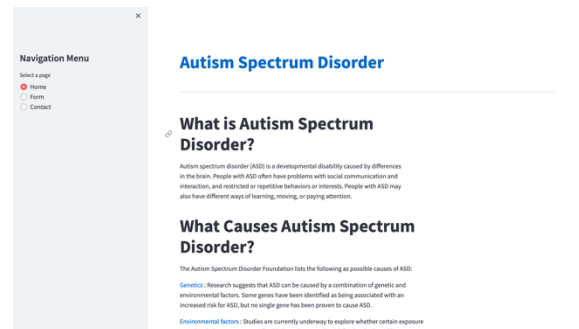 Navigation Menu
Select a page
Home
Form
Contact
Autism Spectrum Disorder
What is Autism Spectrum
Disorder?
Autism spectrum disorder (ASD) is a developmental disability caused by differences
in the brain. People with ASD often have problems with social communication and
interaction, and restricted or repetitive behaviors or interests. People with ASD may
also have different ways of learning, moving, or paying attention.
What Causes Autism Spectrum
Disorder?
The Autism Spectrum Disorder Foundation lists the following as possible causes of ASD:
Genetics : Research suggests that ASD can be caused by a combination of genetic and
environmental factors. Some genes have been identified as being associated with an
increased risk for ASD, but no single gene has been proven to cause ASD.
Environmental factors : Studies are currently underway to explore whether certain exposure